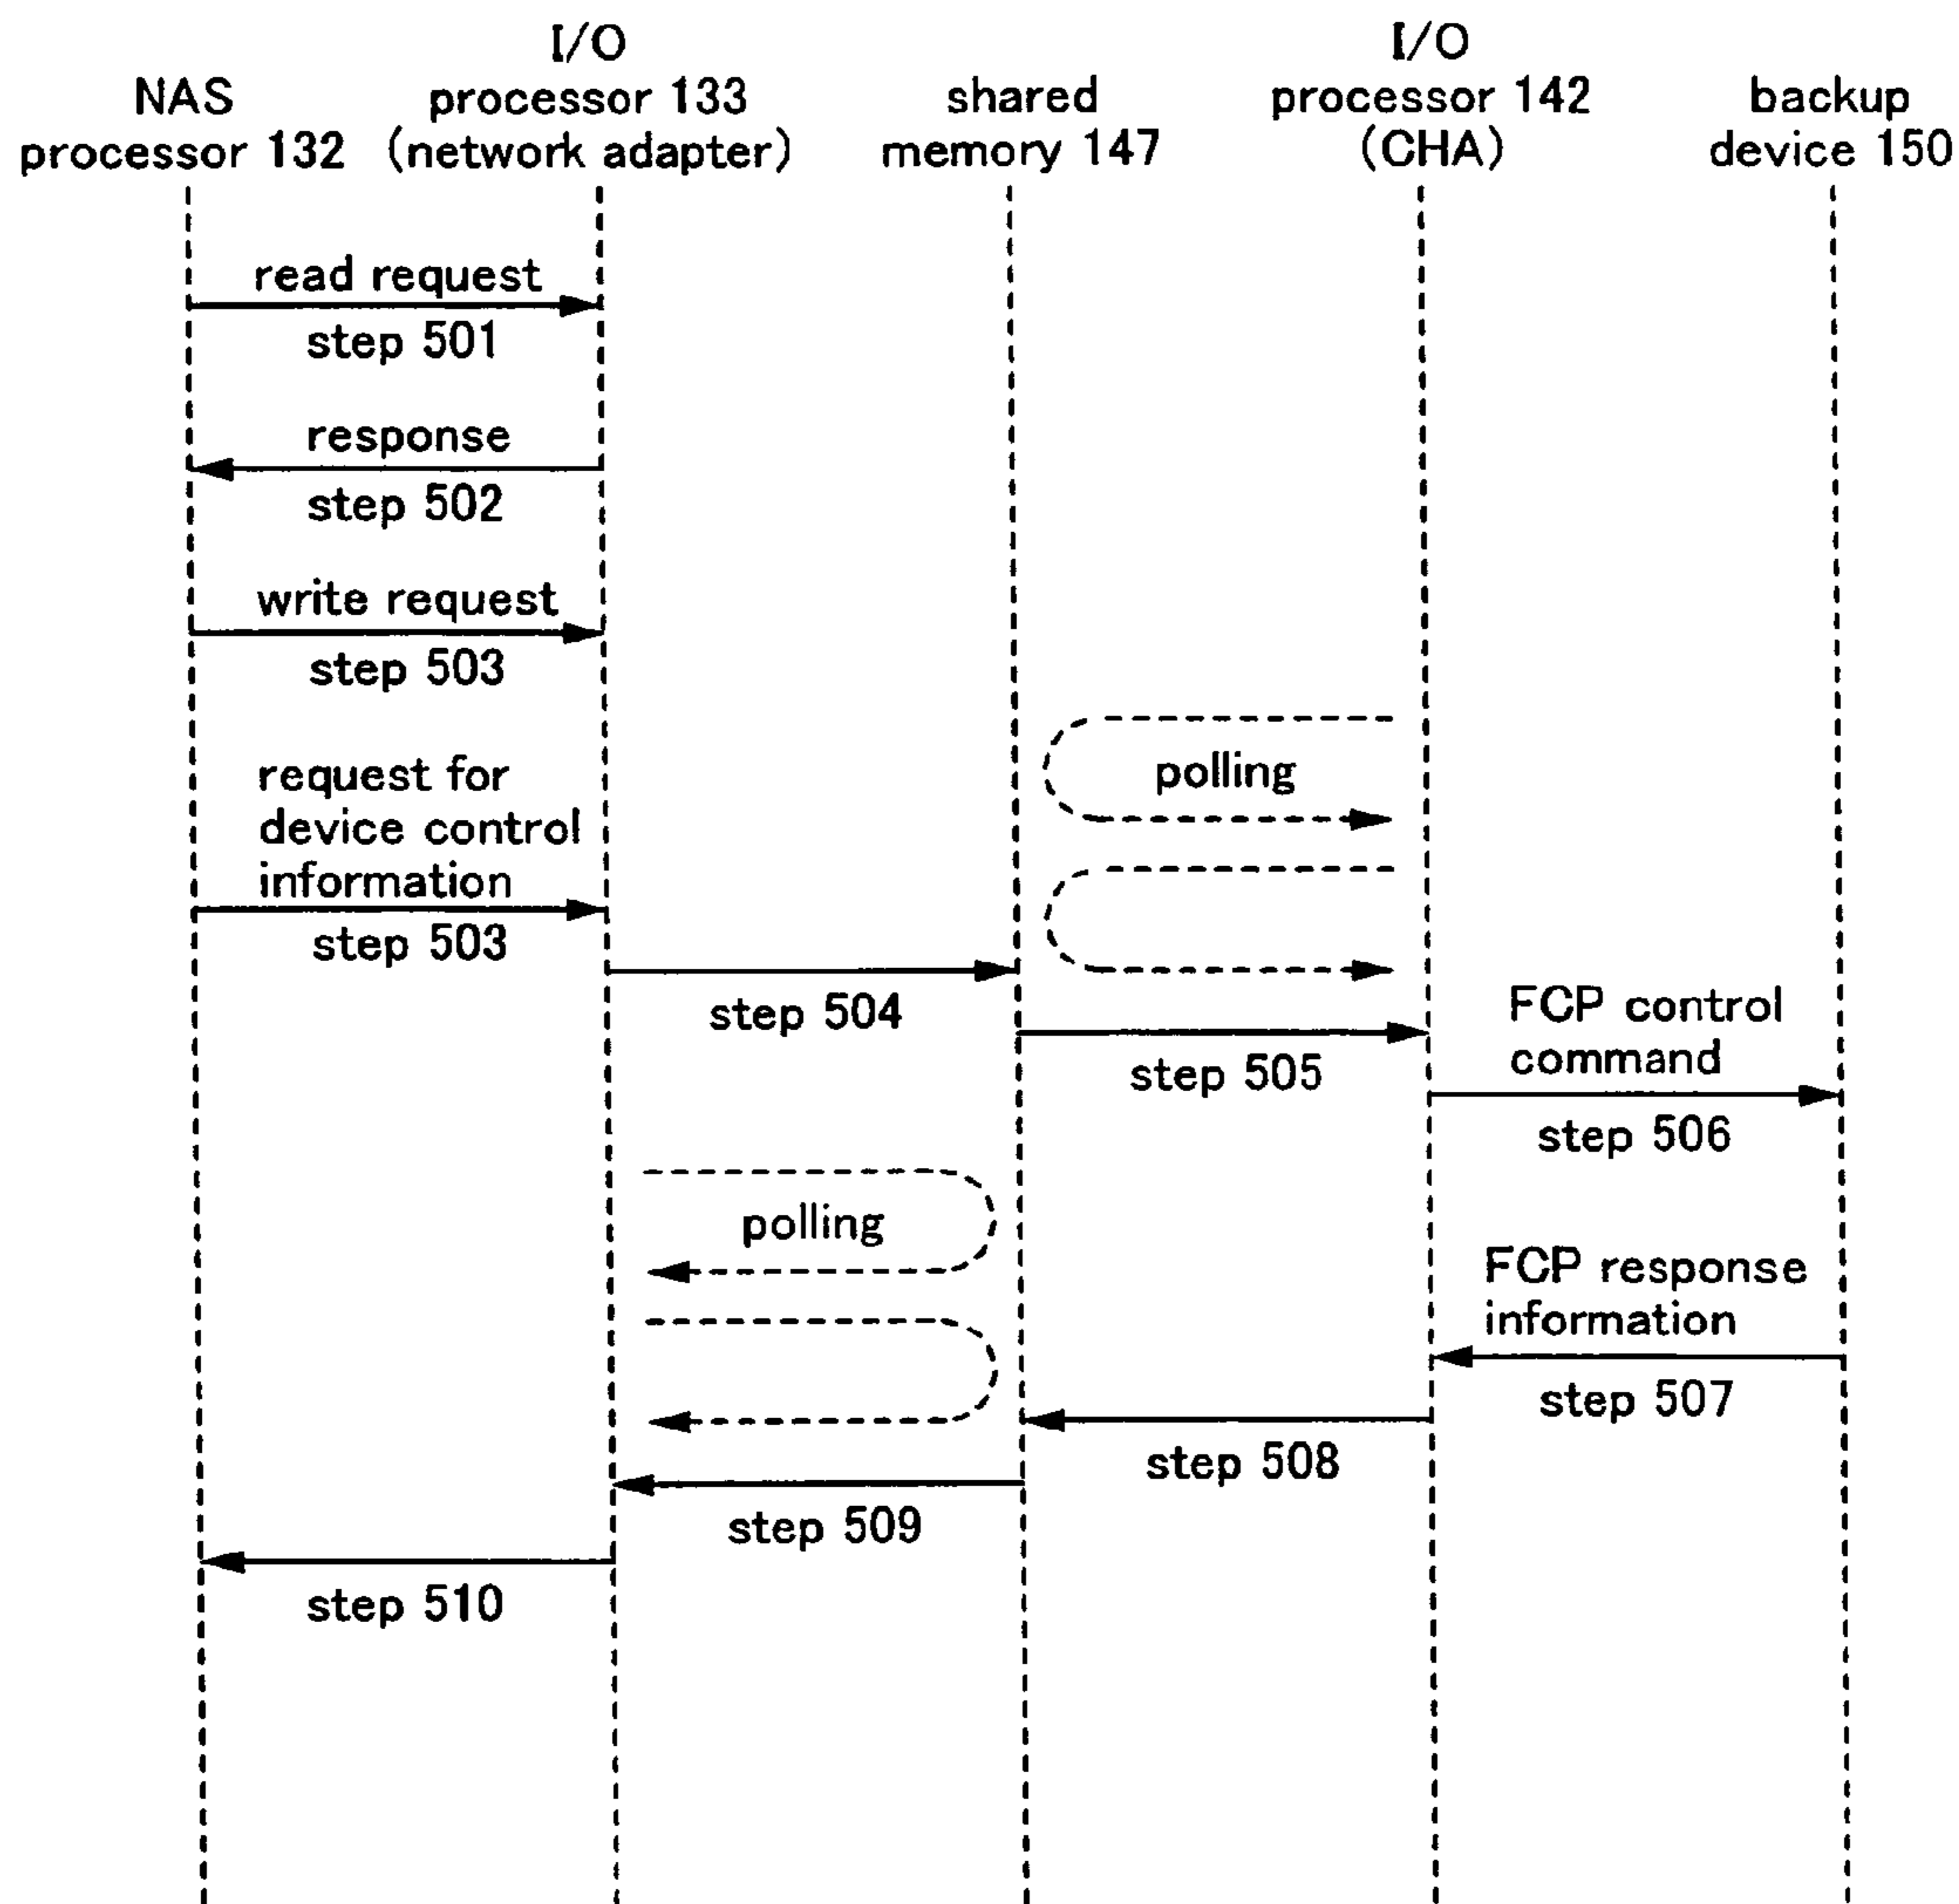 I/O
I/O
NAS
processor 133
shared
processor 142
backup
processor 132
(network adapter)
memory 147
(CHA)
device 150
read request
step 501
response
step 502
write request
step 503
request for
device control
information
step 503
polling
step 504
step 505
FCP control
command
step 506
polling
FCP response
information
step 507
step 508
step 509
step 510